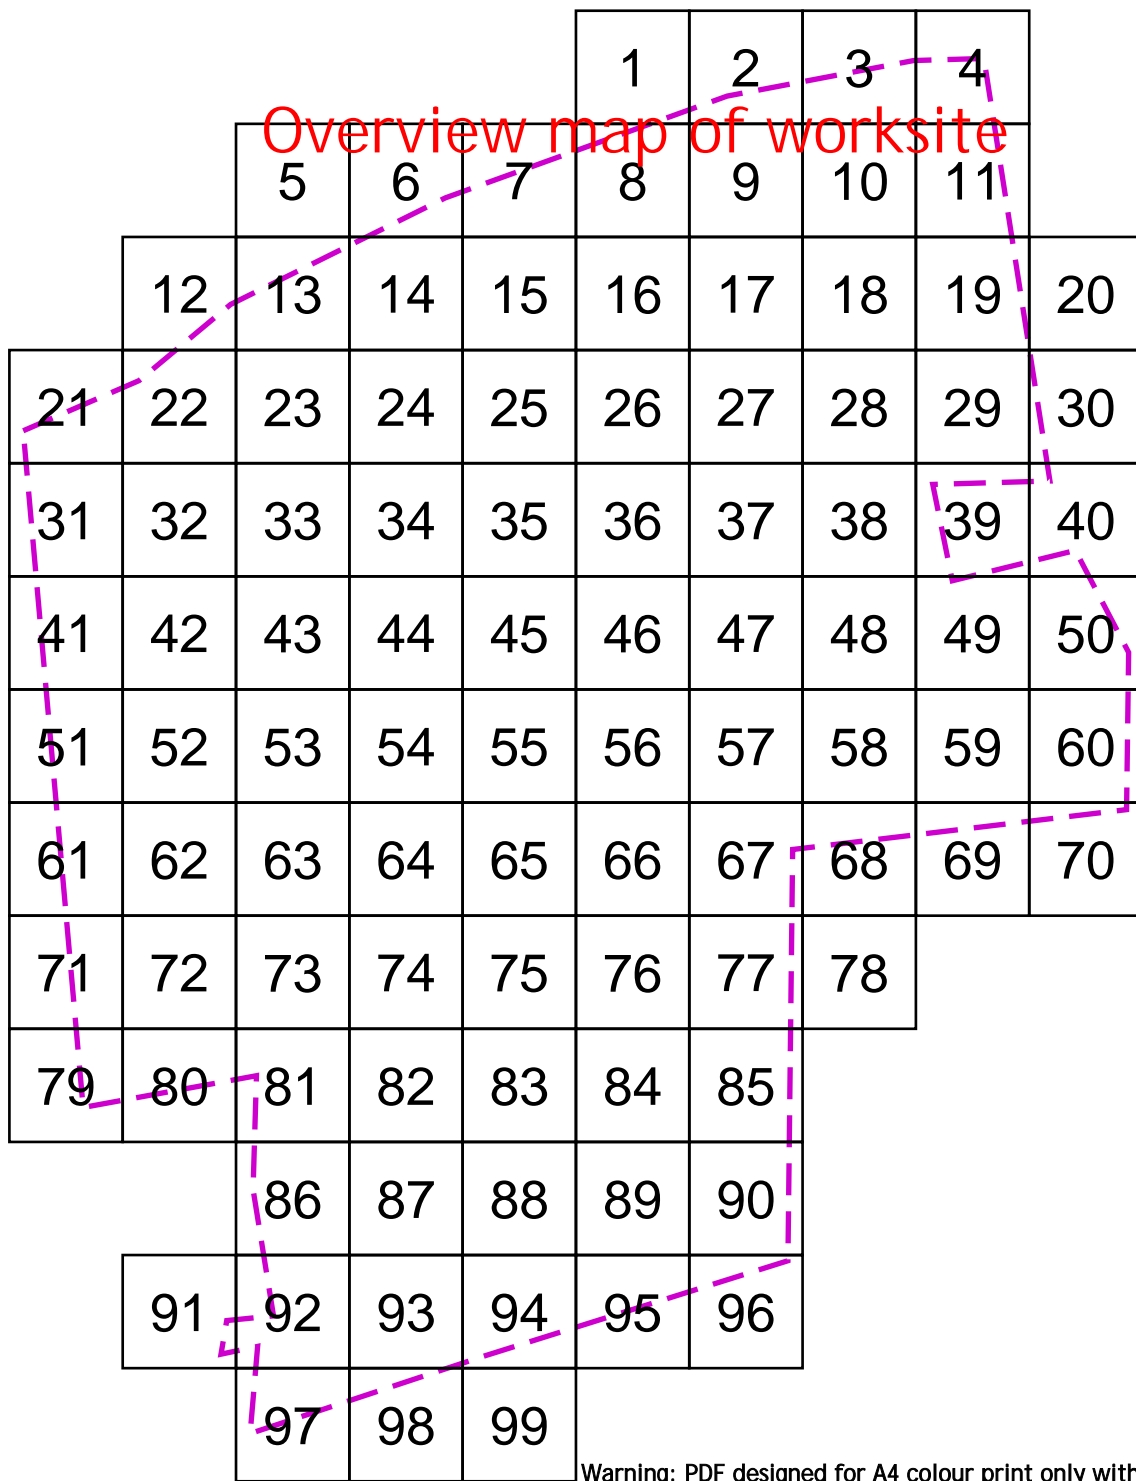 1 2 3 4
Overview map of worksite
5 6 7 8 9 10 11
12 13 14 15 16 17 18 19 20
21 22 23 24 25 26 27 28 29 30
31 32 33 34 35 36 37 38 39 40
41 42 43 44 45 46 47 48 49 50
51 52 53 54 55 56 57 58 59 60
61 62 63 64 65 66 67 68 69 70
71 72 73 74 75 76 77 78
79 80 81 82 83 84 85
86 87 88 89 90
91 92 93 94 95 96
97 98 99
Warning: PDF designed for A4 colour print only with